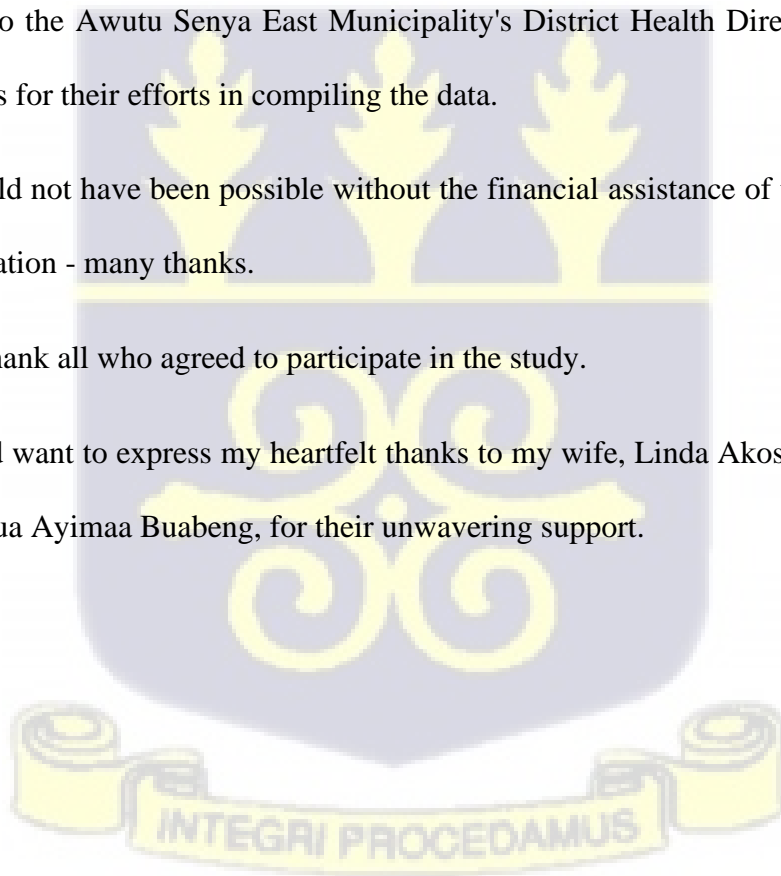 o the Awutu Senya East Municipality's District Health Dire
s for their efforts in compiling the data.
ld not have been possible without the financial assistance of
ation - many thanks.
hank all who agreed to participate in the study.
d want to express my heartfelt thanks to my wife, Linda Akos
ua Ayimaa Buabeng, for their unwavering support.
INTEGRI PROCEDAMUS